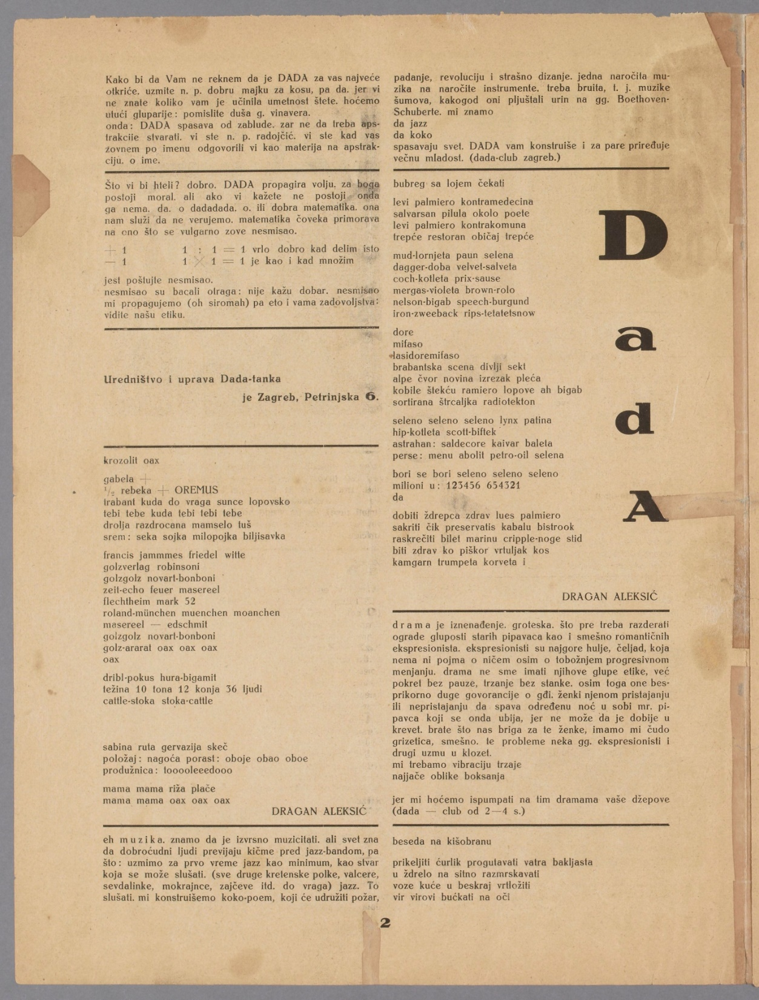 Kako bi da Vam ne reknem da je DADA za vas najveće
otkriće. uzmite n. p. dobru majku za kosu, pa da. jer vi
ne znate koliko vam je učinila umetnost štete. hoćemo
utući gluparije: pomislite duša g. vinavera.
onda: DADA spasava od zablude. zar ne da treba aps-
trakciie stvarati. vi ste n. p. radojčić. vi ste kad vas
zovnem po imenu odgovorili vi kao materija na apstrak-
ciju. o ime.
Što vi bi hteli? dobro. DADA propagira volju. za boga
postoji moral. ali ako vi kažete ne postoji onda
ga nema. da. o dadadada. o. ili dobra matematika. ona
nam služi da ne verujemo. matematika čoveka primorava
na ono što se vulgarno zove nesmisao.
+ 1 1 : 1 = 1 vrlo dobro kad delim isto
— 1 1 × 1 = 1 je kao i kad množim
jest poštujte nesmisao.
nesmisao su bacali otraga: nije kažu dobar. nesmisao
mi propagujemo (oh siromah) pa eto i vama zadovoljstva:
vidite našu etiku.
Uredništvo i uprava Dada-tanka
je Zagreb, Petrinjska 6.
krozolit oax
gabela +
1/2 rebeka + OREMUS
trabant kuda do vraga sunce lopovsko
tebi tebe kuda tebi tebi tebe
drolja razdrocana mamselo tuš
srem: seka sojka milopojka biljisavka
francis jammmes friedel witte
golzverlag robinsoni
golzgolz novart-bonboni
zeit-echo feuer masereel
flechtheim mark 52
roland-münchen muenchen moanchen
masereel — edschmit
golzgolz novart-bonboni
golz-ararat oax oax oax
oax
dribl-pokus hura-bigamit
težina 10 tona 12 konja 36 ljudi
cattle-stoka stoka-cattle
sabina ruta gervazija skeč
položaj: nagoća porast: oboje obao oboe
produžnica: tooooleeedooo
mama mama riža plače
mama mama oax oax oax
DRAGAN ALEKSIĆ
eh muzika. znamo da je izvrsno muzicitati. ali svet zna
da dobroćudni ljudi previjaju kičme pred jazz-bandom, pa
što: uzmimo za prvo vreme jazz kao minimum, kao stvar
koja se može slušati. (sve druge kretenske polke, valcere,
sevdalinke, mokrajnce, zajčeve itd. do vraga) jazz. To
slušati. mi konstruišemo koko-poem, koji će udružiti požar,
padanje, revoluciju i strašno dizanje. jedna naročita mu-
zika na naročite instrumente. treba bruita, t. j. muzike
šumova, kakogod oni pljuštali urin na gg. Boethoven-
Schuberte. mi znamo
da jazz
da koko
spasavaju svet. DADA vam konstruiše i za pare priređuje
večnu mladost. (dada-club zagreb.)
bubreg sa lojem čekati
levi palmiero kontramedecina
salvarsan pilula okolo poete
levi palmiero kontrakomuna
trepće restoran običaj trepće
mud-lornjeta paun selena
dagger-doba velvet-salveta
coch-kotleta prix-sause
mergas-violeta brown-rolo
nelson-bigab speech-burgund
iron-zweeback rips-tetatetsnow
dore
mifaso
lasidoremifaso
brabantska scena divlji sekt
alpe čvor novina izrezak pleća
kobile štekću ramiero lopove ah bigab
sortirana štrcaljka radiotekton
seleno seleno seleno lynx patina
hip-kotleta scott-biftek
astrahan: saldecore kaivar baleta
perse: menu abolit petro-oil selena
bori se bori seleno seleno seleno
milioni u: 123456 654321
da
dobiti ždrepca zdrav lues palmiero
sakriti čik preservatis kabalu bistrook
raskrečiti bilet marinu cripple-noge stid
biti zdrav ko piškor vrtuljak kos
kamgarn trumpeta korveta i
DRAGAN ALEKSIĆ
D
a
d
A
drama je iznenađenje. groteska. što pre treba razderati
ograde gluposti starih pipavaca kao i smešno romantičnih
ekspresionista. ekspresionisti su najgore hulje, čeljad, koja
nema ni pojma o ničem osim o tobožnjem progresivnom
menjanju. drama ne sme imati njihove glupe etike, već
pokret bez pauze, trzanje bez stanke. osim toga one bes-
prikorno duge govorancije o gđi. ženki njenom pristajanju
ili nepristajanju da spava određenu noć u sobi mr. pi-
pavca koji se onda ubija, jer ne može da je dobije u
krevet. brate što nas briga za te ženke, imamo mi čudo
grizetica, smešno. te probleme neka gg. ekspresionisti i
drugi uzmu u klozet.
mi trebamo vibraciju trzaje
najjače oblike boksanja
jer mi hoćemo ispumpati na tim dramama vaše džepove
(dada — club od 2—4 s.)
beseda na kišobranu
prikeljiti ćurlik progutavati vatra bakljasta
u ždrelo na sitno razmrskavati
voze kuće u beskraj vrtložiti
vir virovi bućkati na oči
2